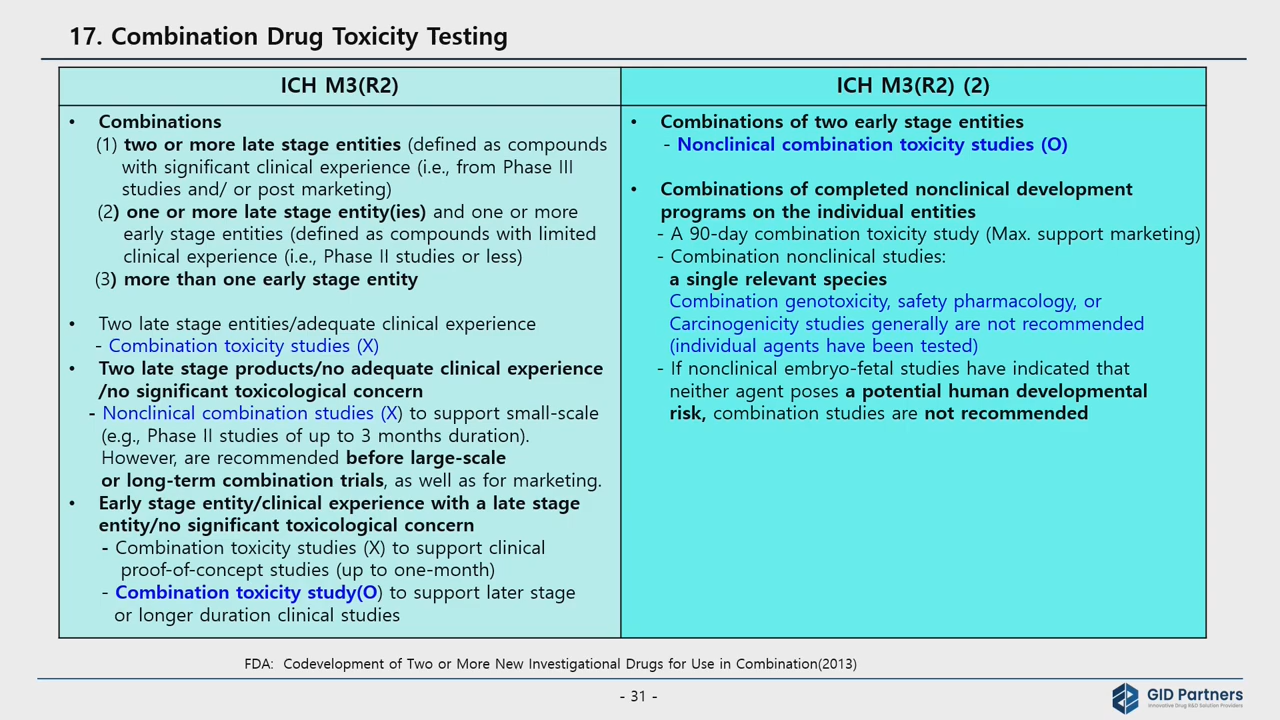 17. Combination Drug Toxicity Testing
ICH M3(R2)
• Combinations
(1) two or more late stage entities (defined as compounds
with significant clinical experience (i.e., from Phase III
studies and/ or post marketing)
(2) one or more late stage entity(ies) and one or more
early stage entities (defined as compounds with limited
clinical experience (i.e., Phase II studies or less)
(3) more than one early stage entity
• Two late stage entities/adequate clinical experience
- Combination toxicity studies (X)
• Two late stage products/no adequate clinical experience
/no significant toxicological concern
- Nonclinical combination studies (X) to support small-scale
(e.g., Phase II studies of up to 3 months duration).
However, are recommended before large-scale
or long-term combination trials, as well as for marketing.
• Early stage entity/clinical experience with a late stage
entity/no significant toxicological concern
- Combination toxicity studies (X) to support clinical
proof-of-concept studies (up to one-month)
- Combination toxicity study(O) to support later stage
or longer duration clinical studies
ICH M3(R2) (2)
• Combinations of two early stage entities
- Nonclinical combination toxicity studies (O)
• Combinations of completed nonclinical development
programs on the individual entities
- A 90-day combination toxicity study (Max. support marketing)
- Combination nonclinical studies:
a single relevant species
Combination genotoxicity, safety pharmacology, or
Carcinogenicity studies generally are not recommended
(individual agents have been tested)
- If nonclinical embryo-fetal studies have indicated that
neither agent poses a potential human developmental
risk, combination studies are not recommended
FDA: Codevelopment of Two or More New Investigational Drugs for Use in Combination(2013)
- 31 -
GID Partners
Innovative Drug R&D Solution Providers